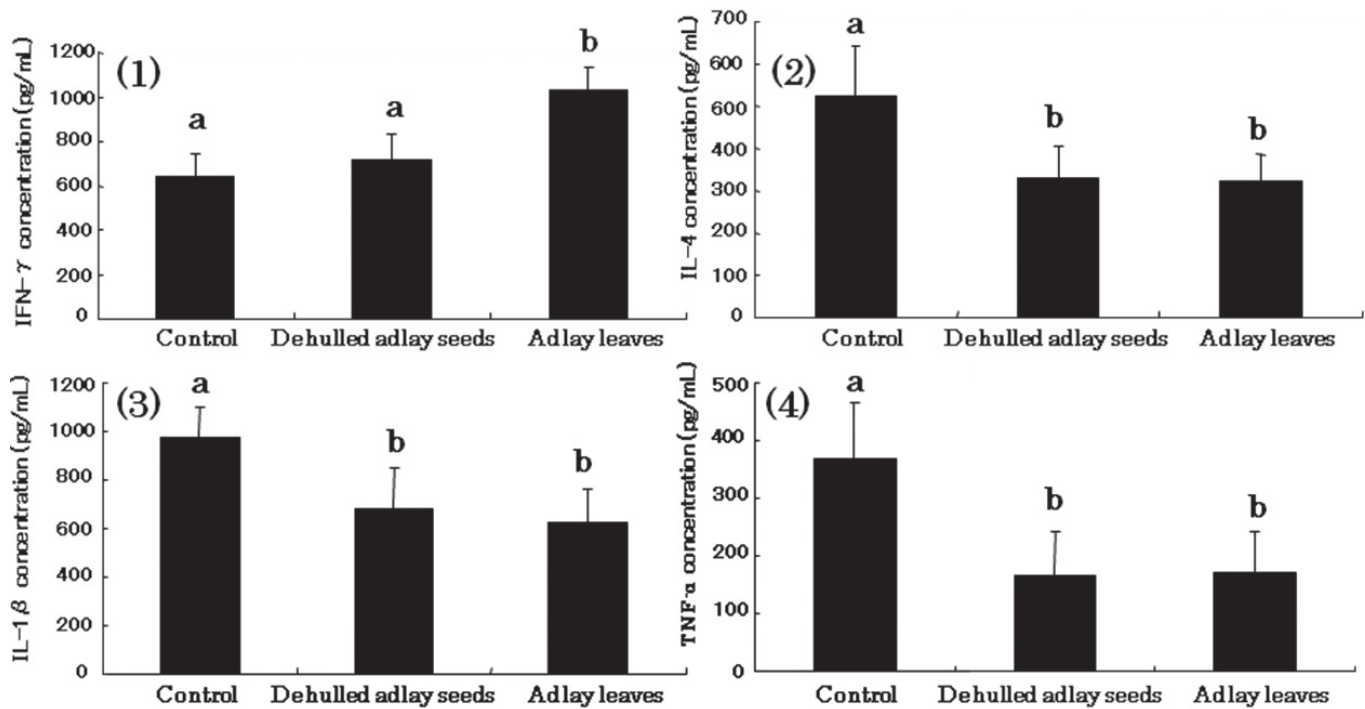 IFN-γ concentration(pg/mL)
1200
1000
800
600
400
200
0
(1)
a
a
b
Control
Dehulled adlay seeds
Adlay leaves
IL-4 concentration(pg/mL)
700
600
600
400
300
200
100
0
(2)
a
b
b
Control
Dehulled adlay seeds
Adlay leaves
IL-1β concentration(pg/mL)
1200
1000
800
600
400
200
0
(3)
a
b
b
Control
Dehulled adlay seeds
Adlay leaves
TNF-α concentration(pg/mL)
500
400
300
200
100
0
(4)
a
b
b
Control
Dehulled adlay seeds
Adlay leaves